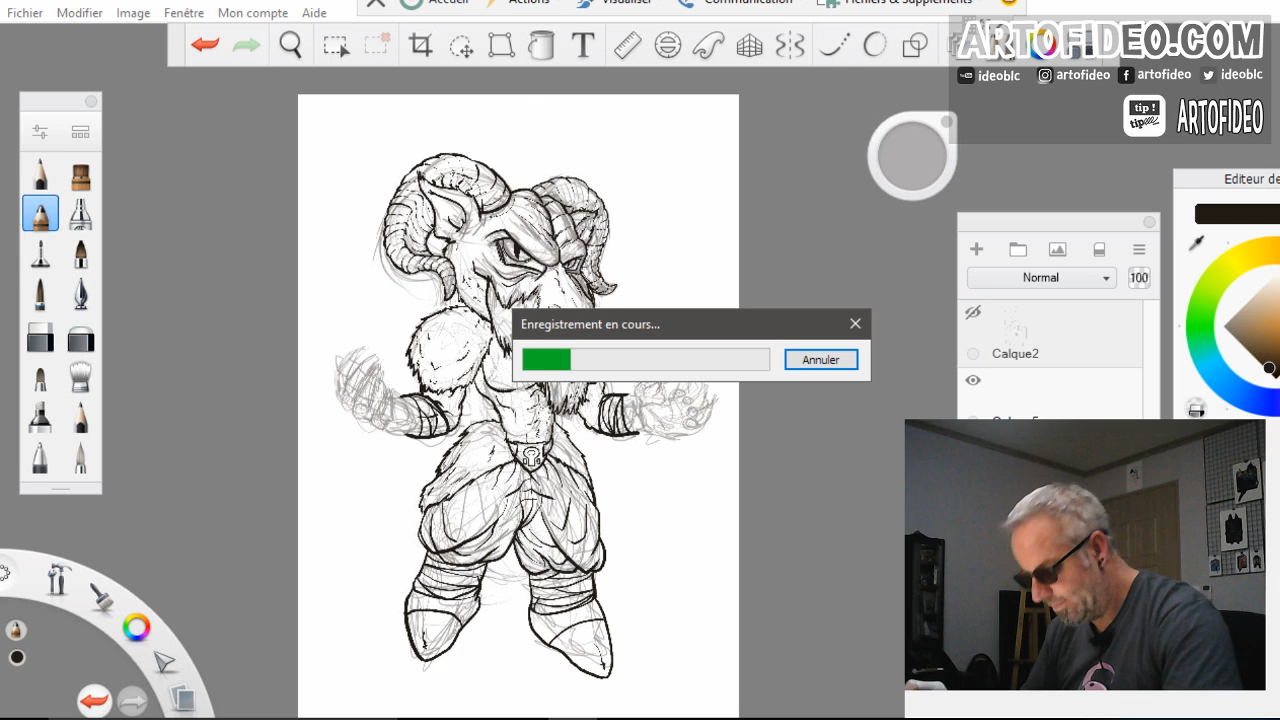 Accueil Actions Visualiser Communication Fichiers & Suppléments
Fichier Modifier Image Fenêtre Mon compte Aide
ARTOFIDEO.COM
ideoblc artofideo artofideo ideoblc
tip !
tip
ARTOFIDEO
Editeur de
Normal 100
Calque2
Enregistrement en cours...
Annuler